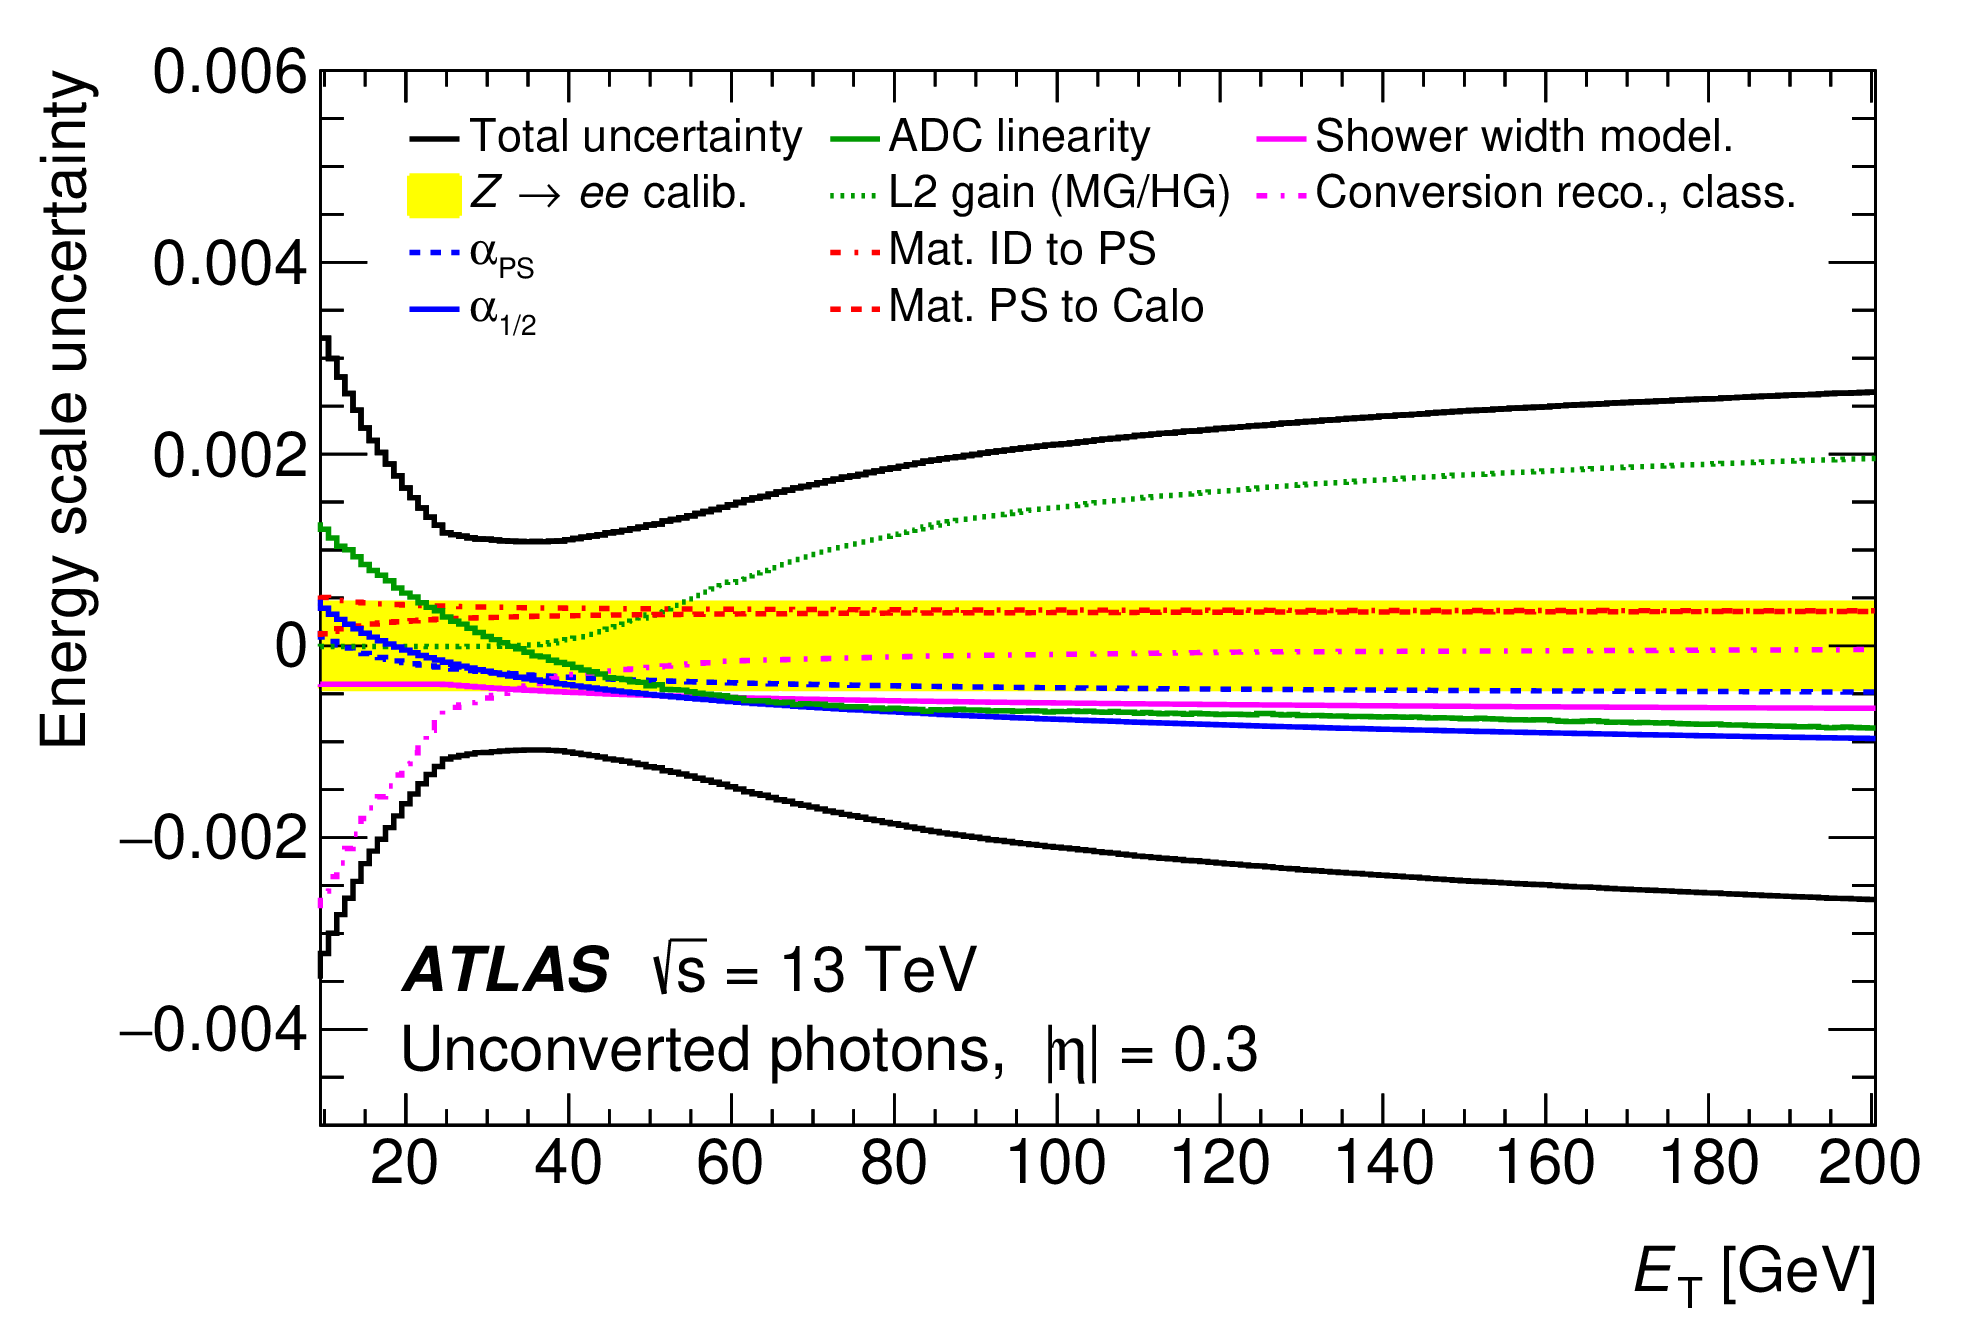 Energy scale uncertainty
0.006
0.004
0.002
0
−0.002
−0.004
Total uncertainty
Z → ee calib.
α_PS
α_1/2
ADC linearity
L2 gain (MG/HG)
Mat. ID to PS
Mat. PS to Calo
Shower width model.
Conversion reco., class.
ATLAS √s = 13 TeV
Unconverted photons, |η| = 0.3
20 40 60 80 100 120 140 160 180 200
E_T [GeV]